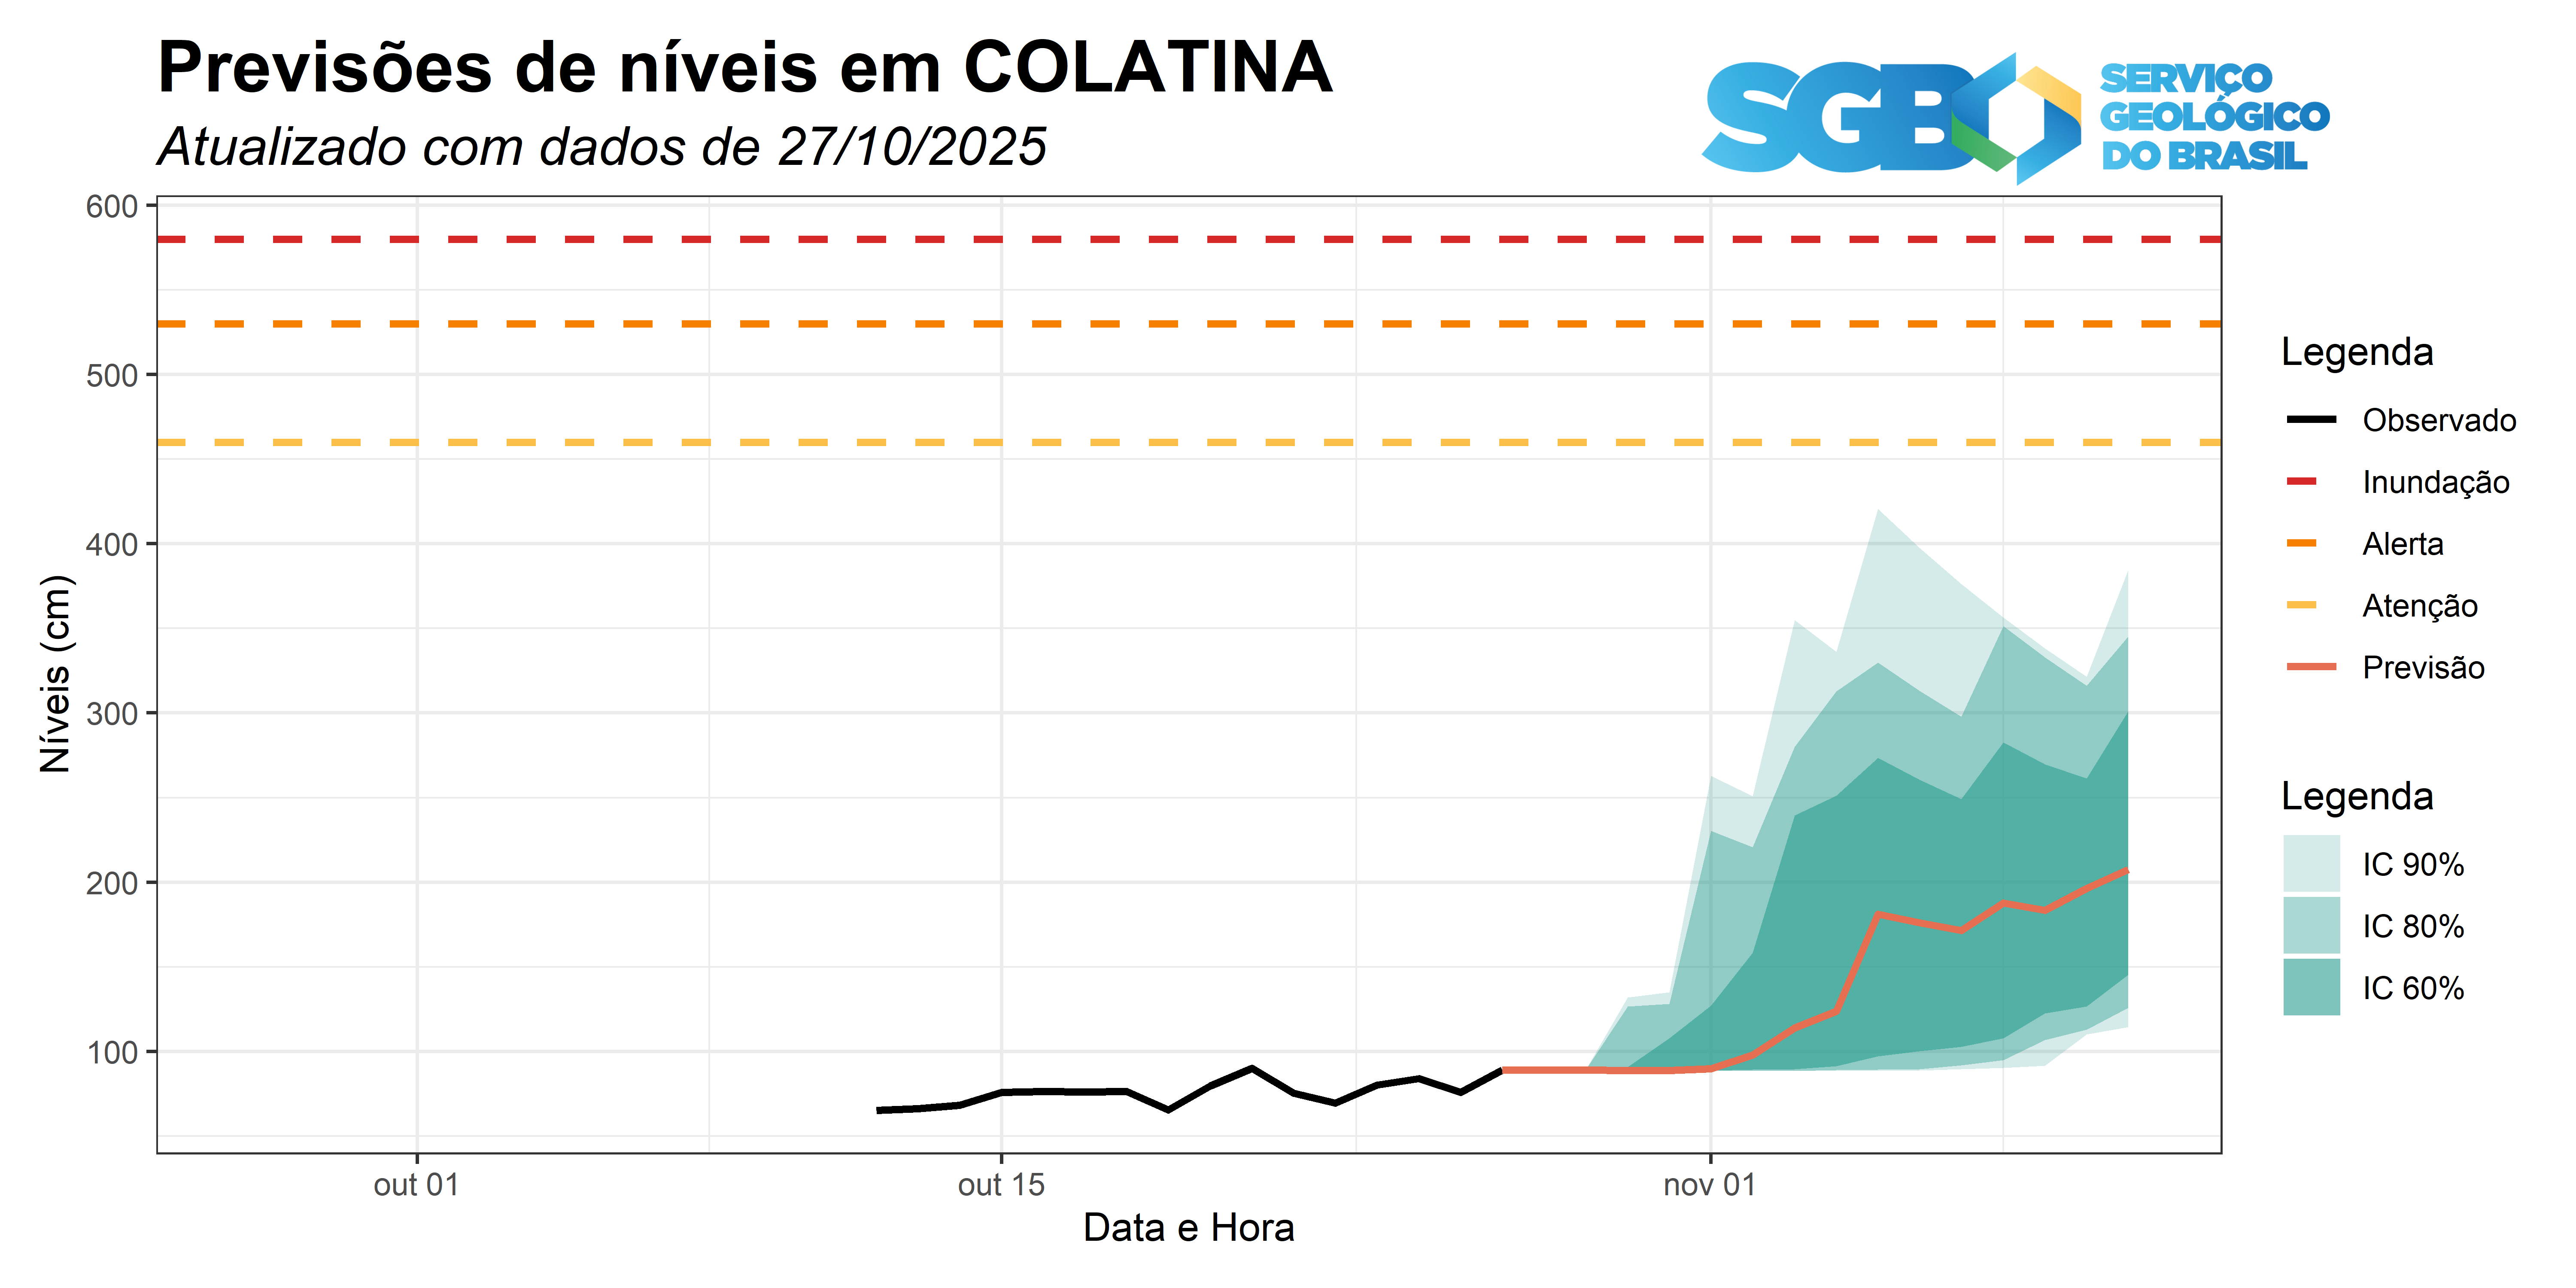 Previsões de níveis em COLATINA
Atualizado com dados de 27/10/2025
SGB
SERVIÇO
GEOLÓGICO
DO BRASIL
600
500
400
300
200
100
Níveis (cm)
out 01
out 15
nov 01
Data e Hora
Legenda
Observado
Inundação
Alerta
Atenção
Previsão
Legenda
IC 90%
IC 80%
IC 60%